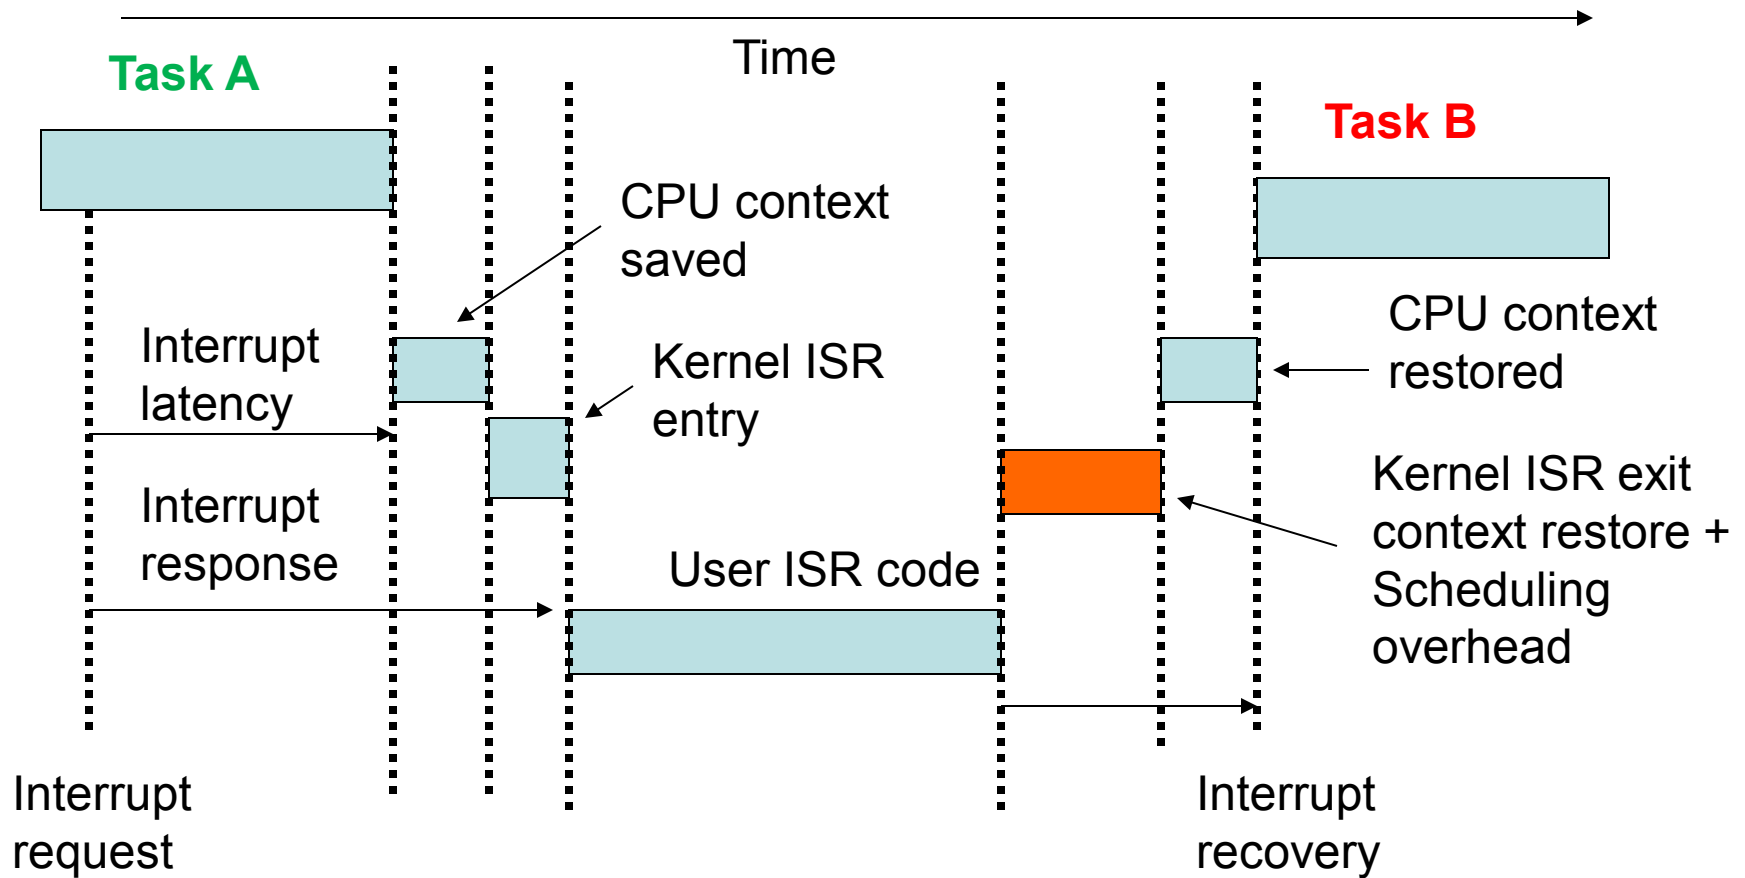 Time
Task A
Task B
CPU context
saved
CPU context
restored
Interrupt
latency
Kernel ISR
entry
Kernel ISR exit
context restore +
Scheduling
overhead
Interrupt
response
User ISR code
Interrupt
request
Interrupt
recovery